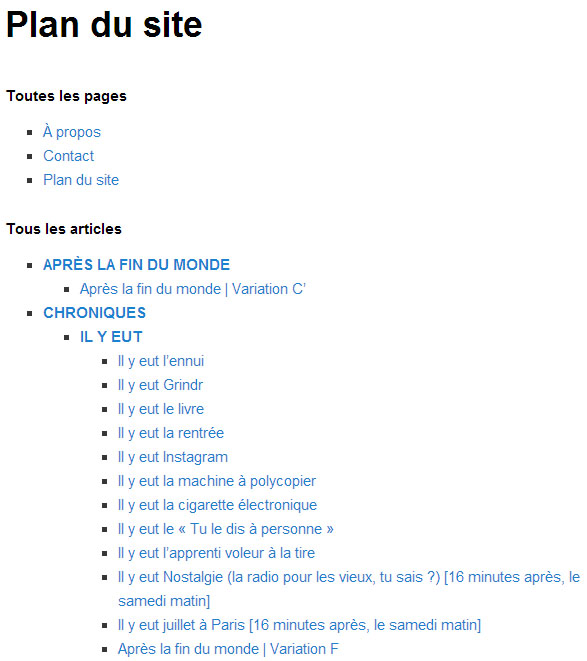 Plan du site
Toutes les pages
À propos
Contact
Plan du site
Tous les articles
APRÈS LA FIN DU MONDE
Après la fin du monde | Variation C’
CHRONIQUES
IL Y EUT
Il y eut l’ennui
Il y eut Grindr
Il y eut le livre
Il y eut la rentrée
Il y eut Instagram
Il y eut la machine à polycopier
Il y eut la cigarette électronique
Il y eut le « Tu le dis à personne »
Il y eut l’apprenti voleur à la tire
Il y eut Nostalgie (la radio pour les vieux, tu sais ?) [16 minutes après, le
samedi matin]
Il y eut juillet à Paris [16 minutes après, le samedi matin]
Après la fin du monde | Variation F